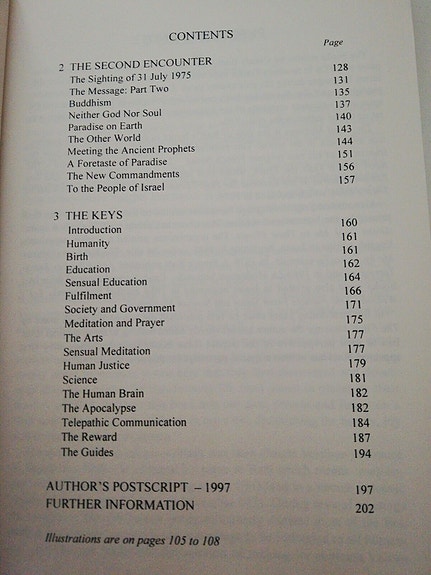 CONTENTS
Page
2 THE SECOND ENCOUNTER
The Sighting of 31 July 1975 128
The Message: Part Two 131
Buddhism 135
Neither God Nor Soul 137
Paradise on Earth 140
The Other World 143
Meeting the Ancient Prophets 144
A Foretaste of Paradise 151
The New Commandments 156
To the People of Israel 157
3 THE KEYS
Introduction 160
Humanity 161
Birth 161
Education 162
Sensual Education 164
Fulfilment 166
Society and Government 171
Meditation and Prayer 175
The Arts 177
Sensual Meditation 177
Human Justice 179
Science 181
The Human Brain 182
The Apocalypse 182
Telepathic Communication 184
The Reward 187
The Guides 194
AUTHOR'S POSTSCRIPT – 1997 197
FURTHER INFORMATION 202
Illustrations are on pages 105 to 108